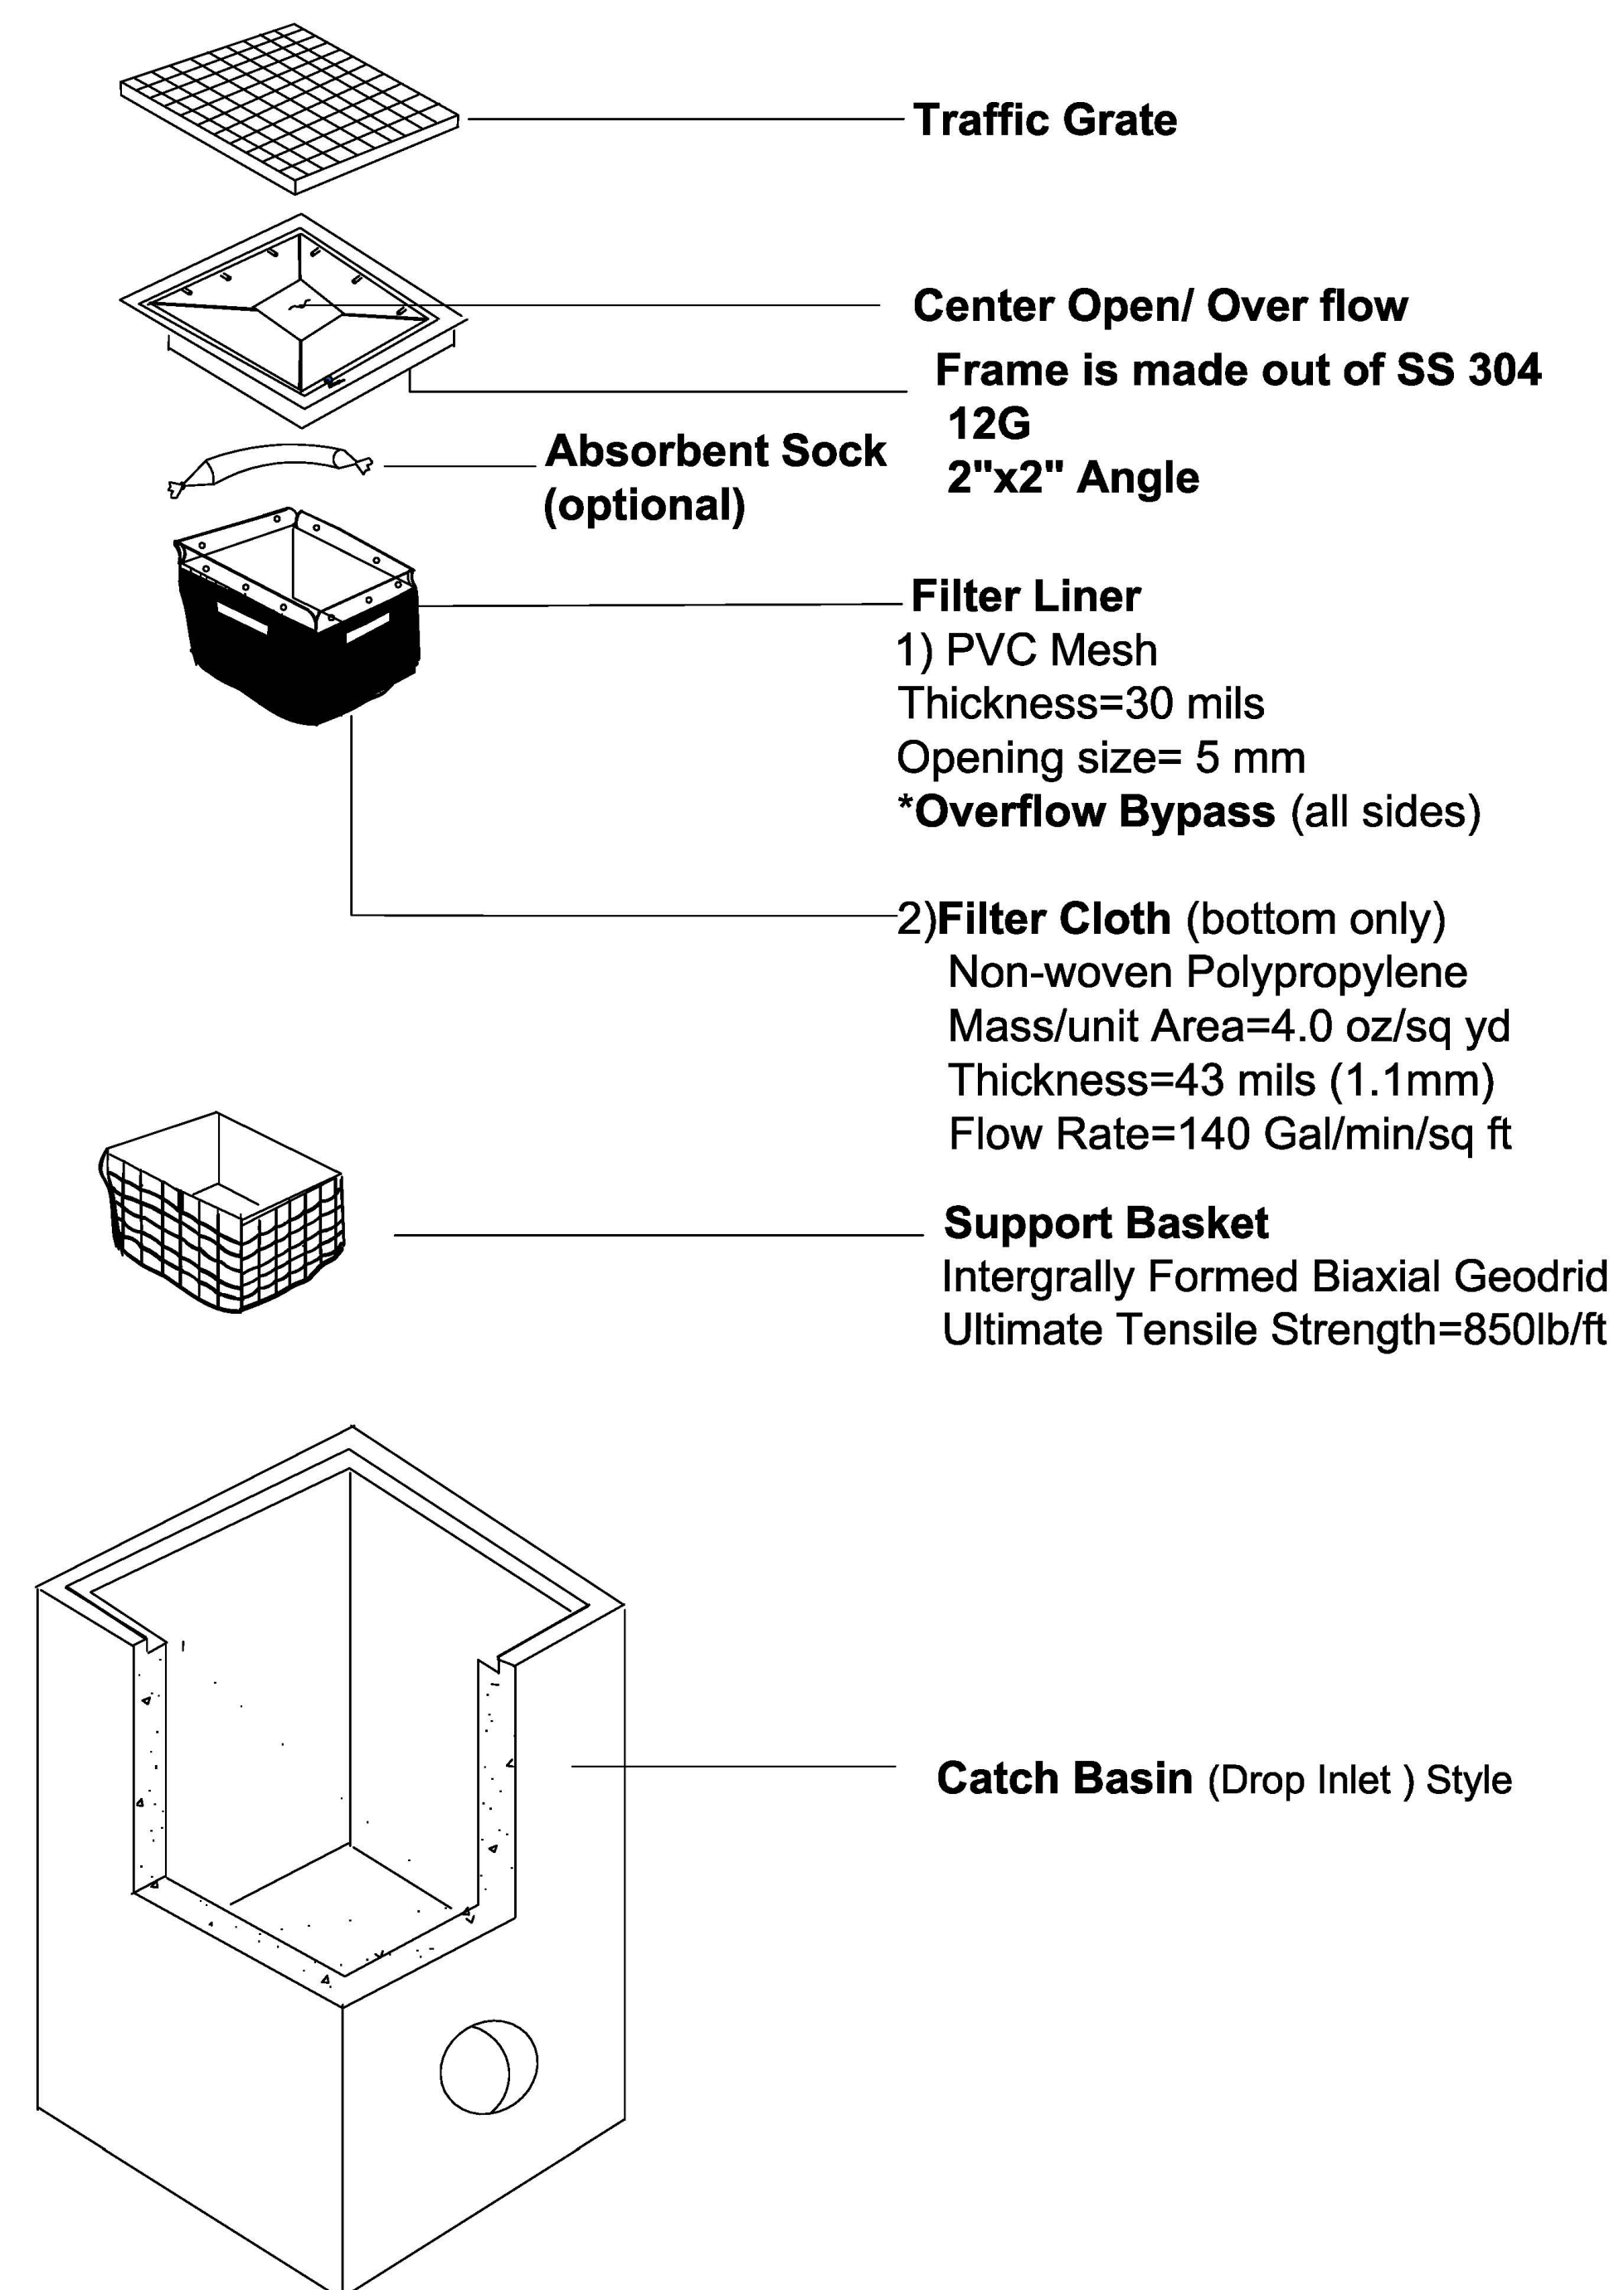 Traffic Grate
Center Open/ Over flow
Frame is made out of SS 304
12G
2"x2" Angle
Absorbent Sock
(optional)
Filter Liner
1) PVC Mesh
Thickness=30 mils
Opening size= 5 mm
*Overflow Bypass (all sides)
2)Filter Cloth (bottom only)
Non-woven Polypropylene
Mass/unit Area=4.0 oz/sq yd
Thickness=43 mils (1.1mm)
Flow Rate=140 Gal/min/sq ft
Support Basket
Intergrally Formed Biaxial Geodrid
Ultimate Tensile Strength=850lb/ft
Catch Basin (Drop Inlet ) Style